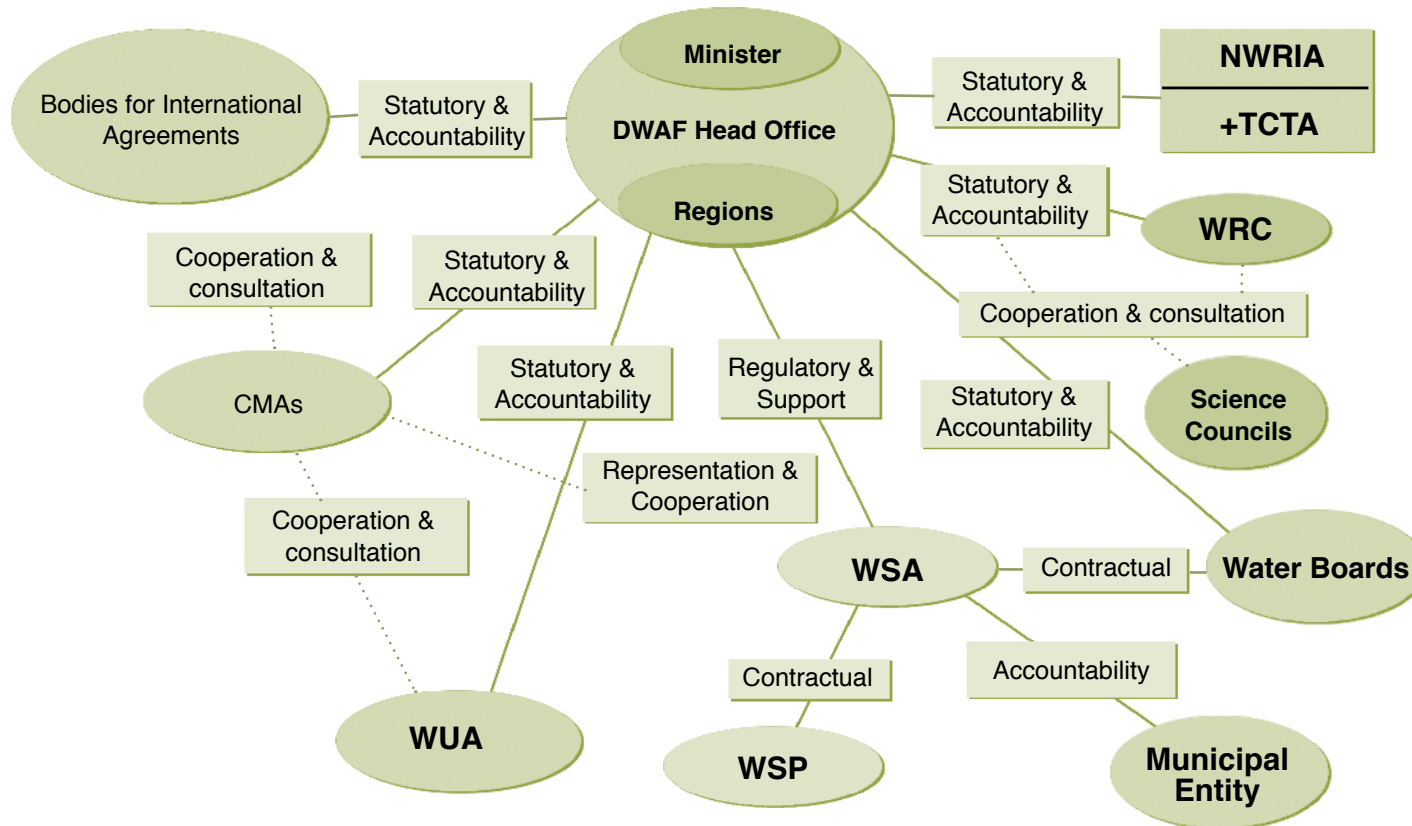 Minister
DWAF Head Office
Regions
Bodies for International
Agreements
Statutory &
Accountability
Statutory &
Accountability
NWRIA
+TCTA
Statutory &
Accountability
WRC
Cooperation & consultation
Science
Councils
Cooperation &
consultation
Statutory &
Accountability
CMAs
Statutory &
Accountability
Regulatory &
Support
Statutory &
Accountability
Representation &
Cooperation
Cooperation &
consultation
WSA
Contractual
Water Boards
Contractual
Accountability
WUA
WSP
Municipal
Entity